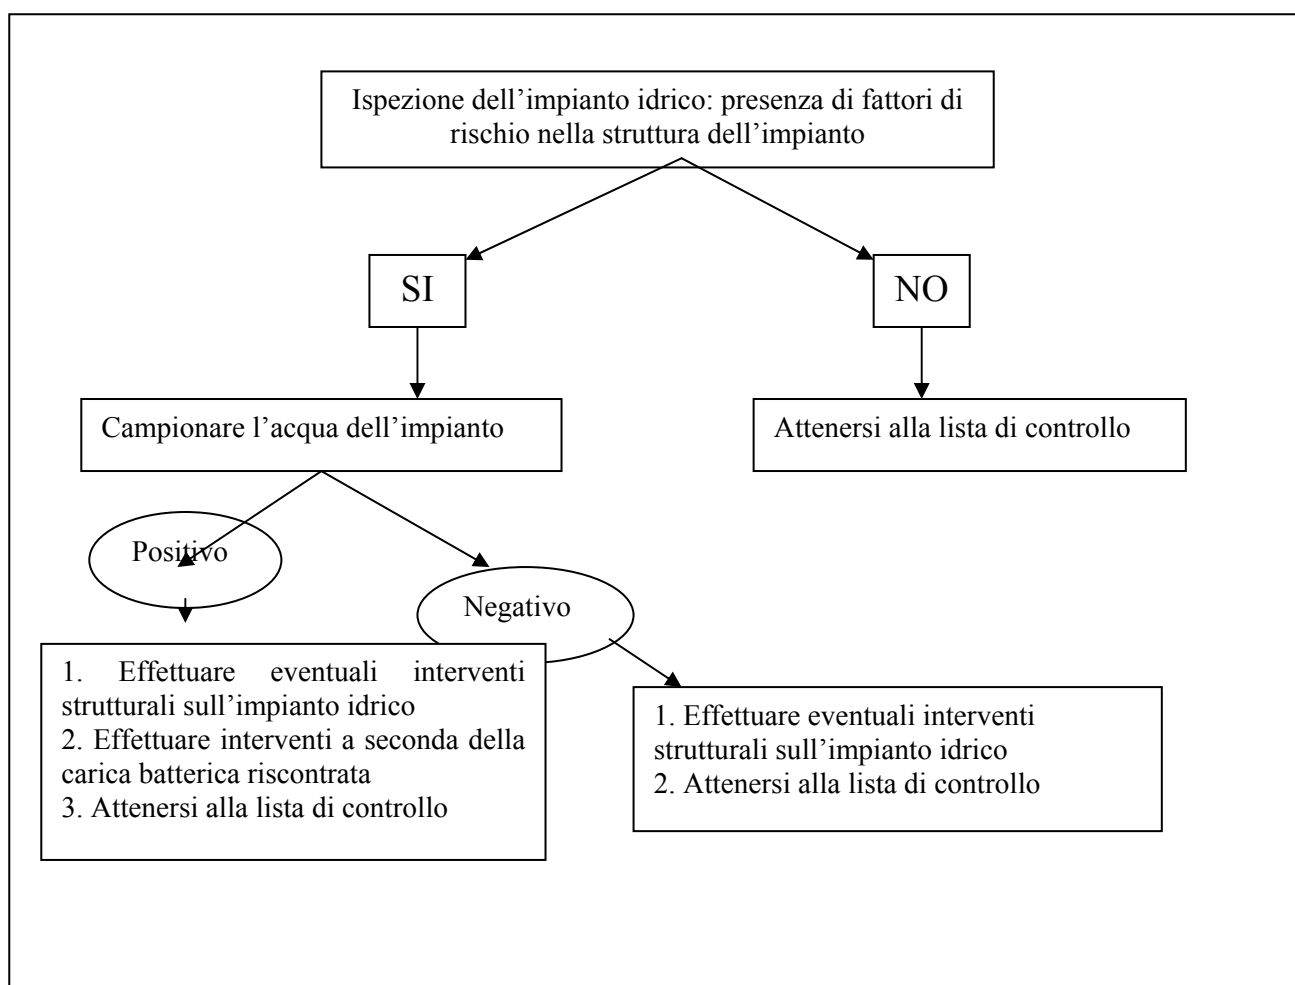 Ispezione dell’impianto idrico: presenza di fattori di
rischio nella struttura dell’impianto
SI
NO
Campionare l’acqua dell’impianto
Attenersi alla lista di controllo
Positivo
Negativo
1. Effettuare eventuali interventi
strutturali sull’impianto idrico
2. Effettuare interventi a seconda della
carica batterica riscontrata
3. Attenersi alla lista di controllo
1. Effettuare eventuali interventi
strutturali sull’impianto idrico
2. Attenersi alla lista di controllo